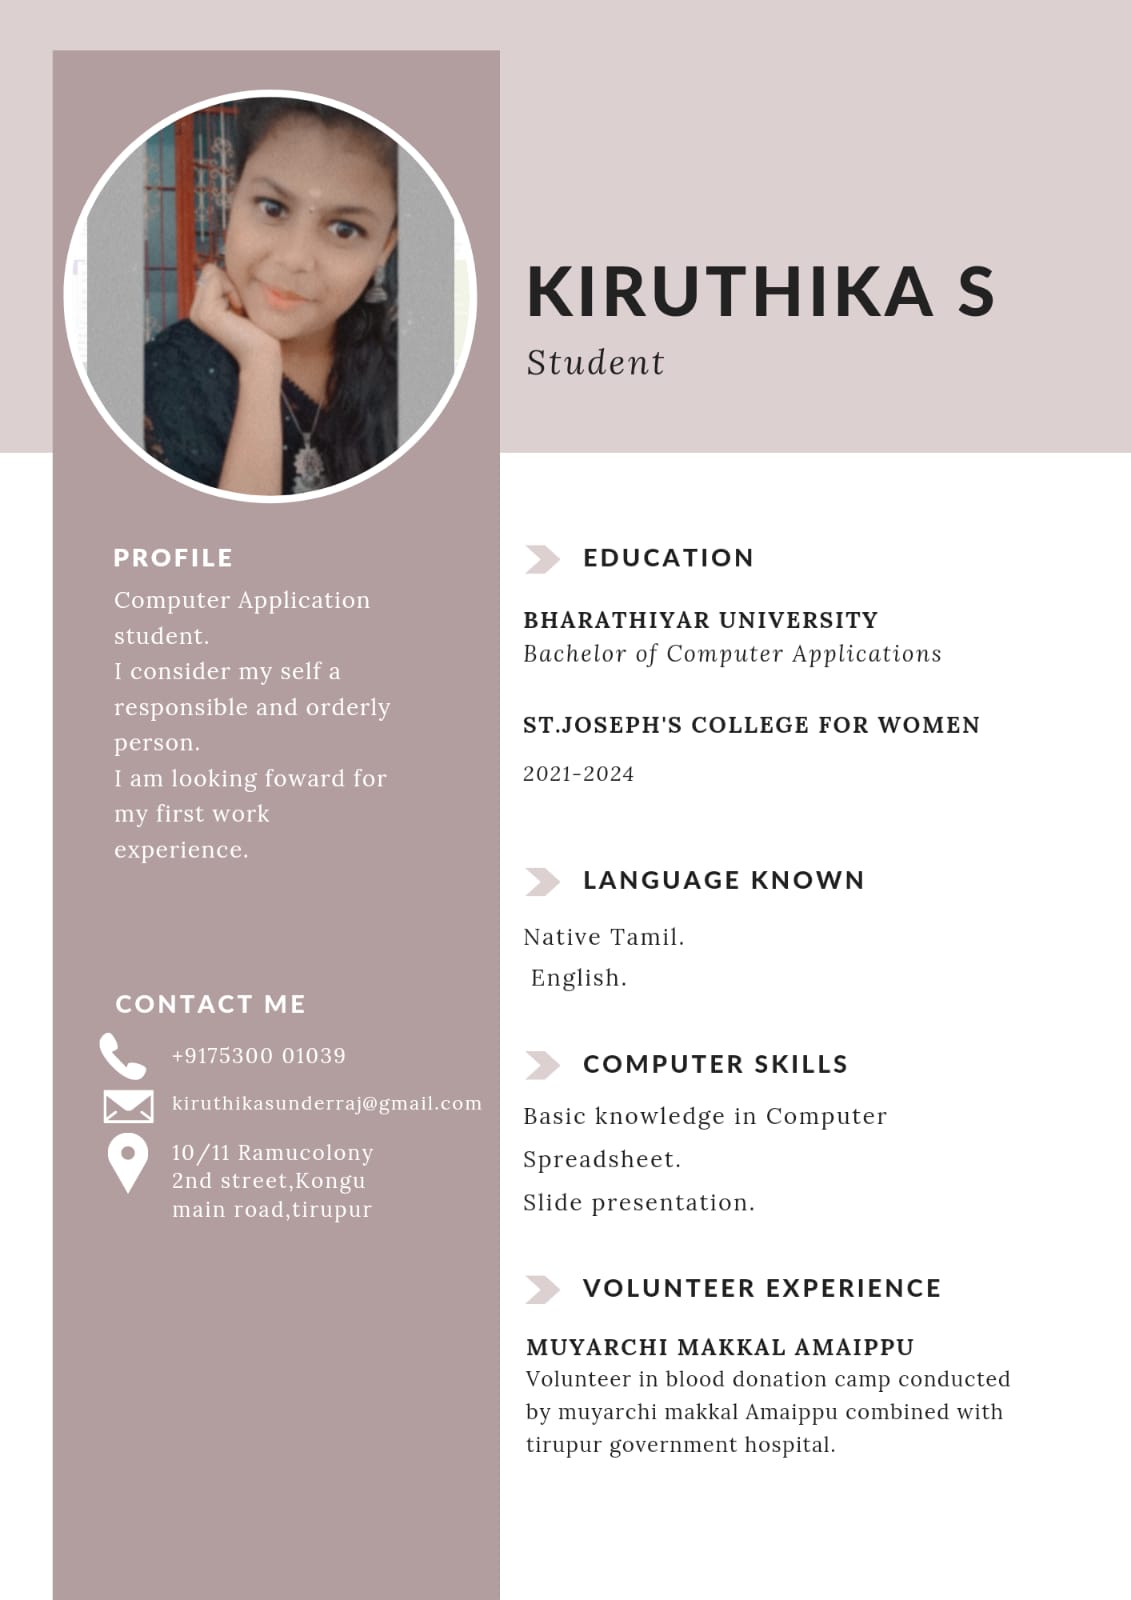 KIRUTHIKA S
Student
PROFILE
Computer Application
student.
I consider my self a
responsible and orderly
person.
I am looking foward for
my first work
experience.
CONTACT ME
+9175300 01039
kiruthikasunderraj@gmail.com
10/11 Ramucolony
2nd street,Kongu
main road,tirupur
EDUCATION
BHARATHIYAR UNIVERSITY
Bachelor of Computer Applications
ST.JOSEPH'S COLLEGE FOR WOMEN
2021-2024
LANGUAGE KNOWN
Native Tamil.
English.
COMPUTER SKILLS
Basic knowledge in Computer
Spreadsheet.
Slide presentation.
VOLUNTEER EXPERIENCE
MUYARCHI MAKKAL AMAIPPU
Volunteer in blood donation camp conducted
by muyarchi makkal Amaippu combined with
tirupur government hospital.